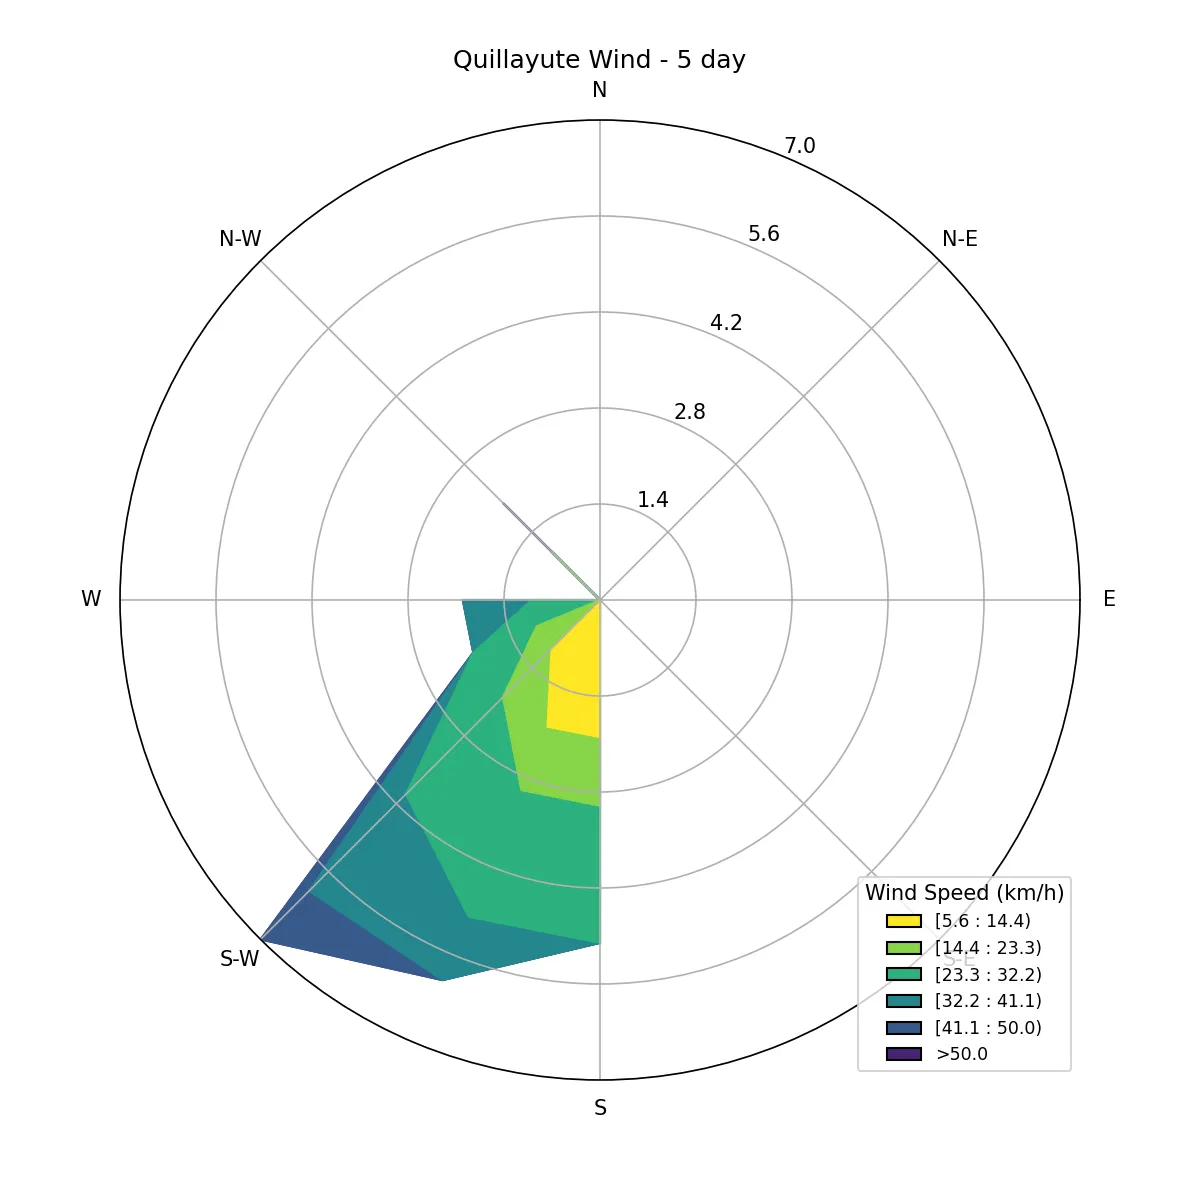 Quillayute Wind - 5 day
N
7.0
5.6
N-W
N-E
4.2
2.8
1.4
W
E
Wind Speed (km/h)
[5.6 : 14.4)
[14.4 : 23.3)
S-W
S-E
[23.3 : 32.2)
[32.2 : 41.1)
[41.1 : 50.0)
>50.0
S